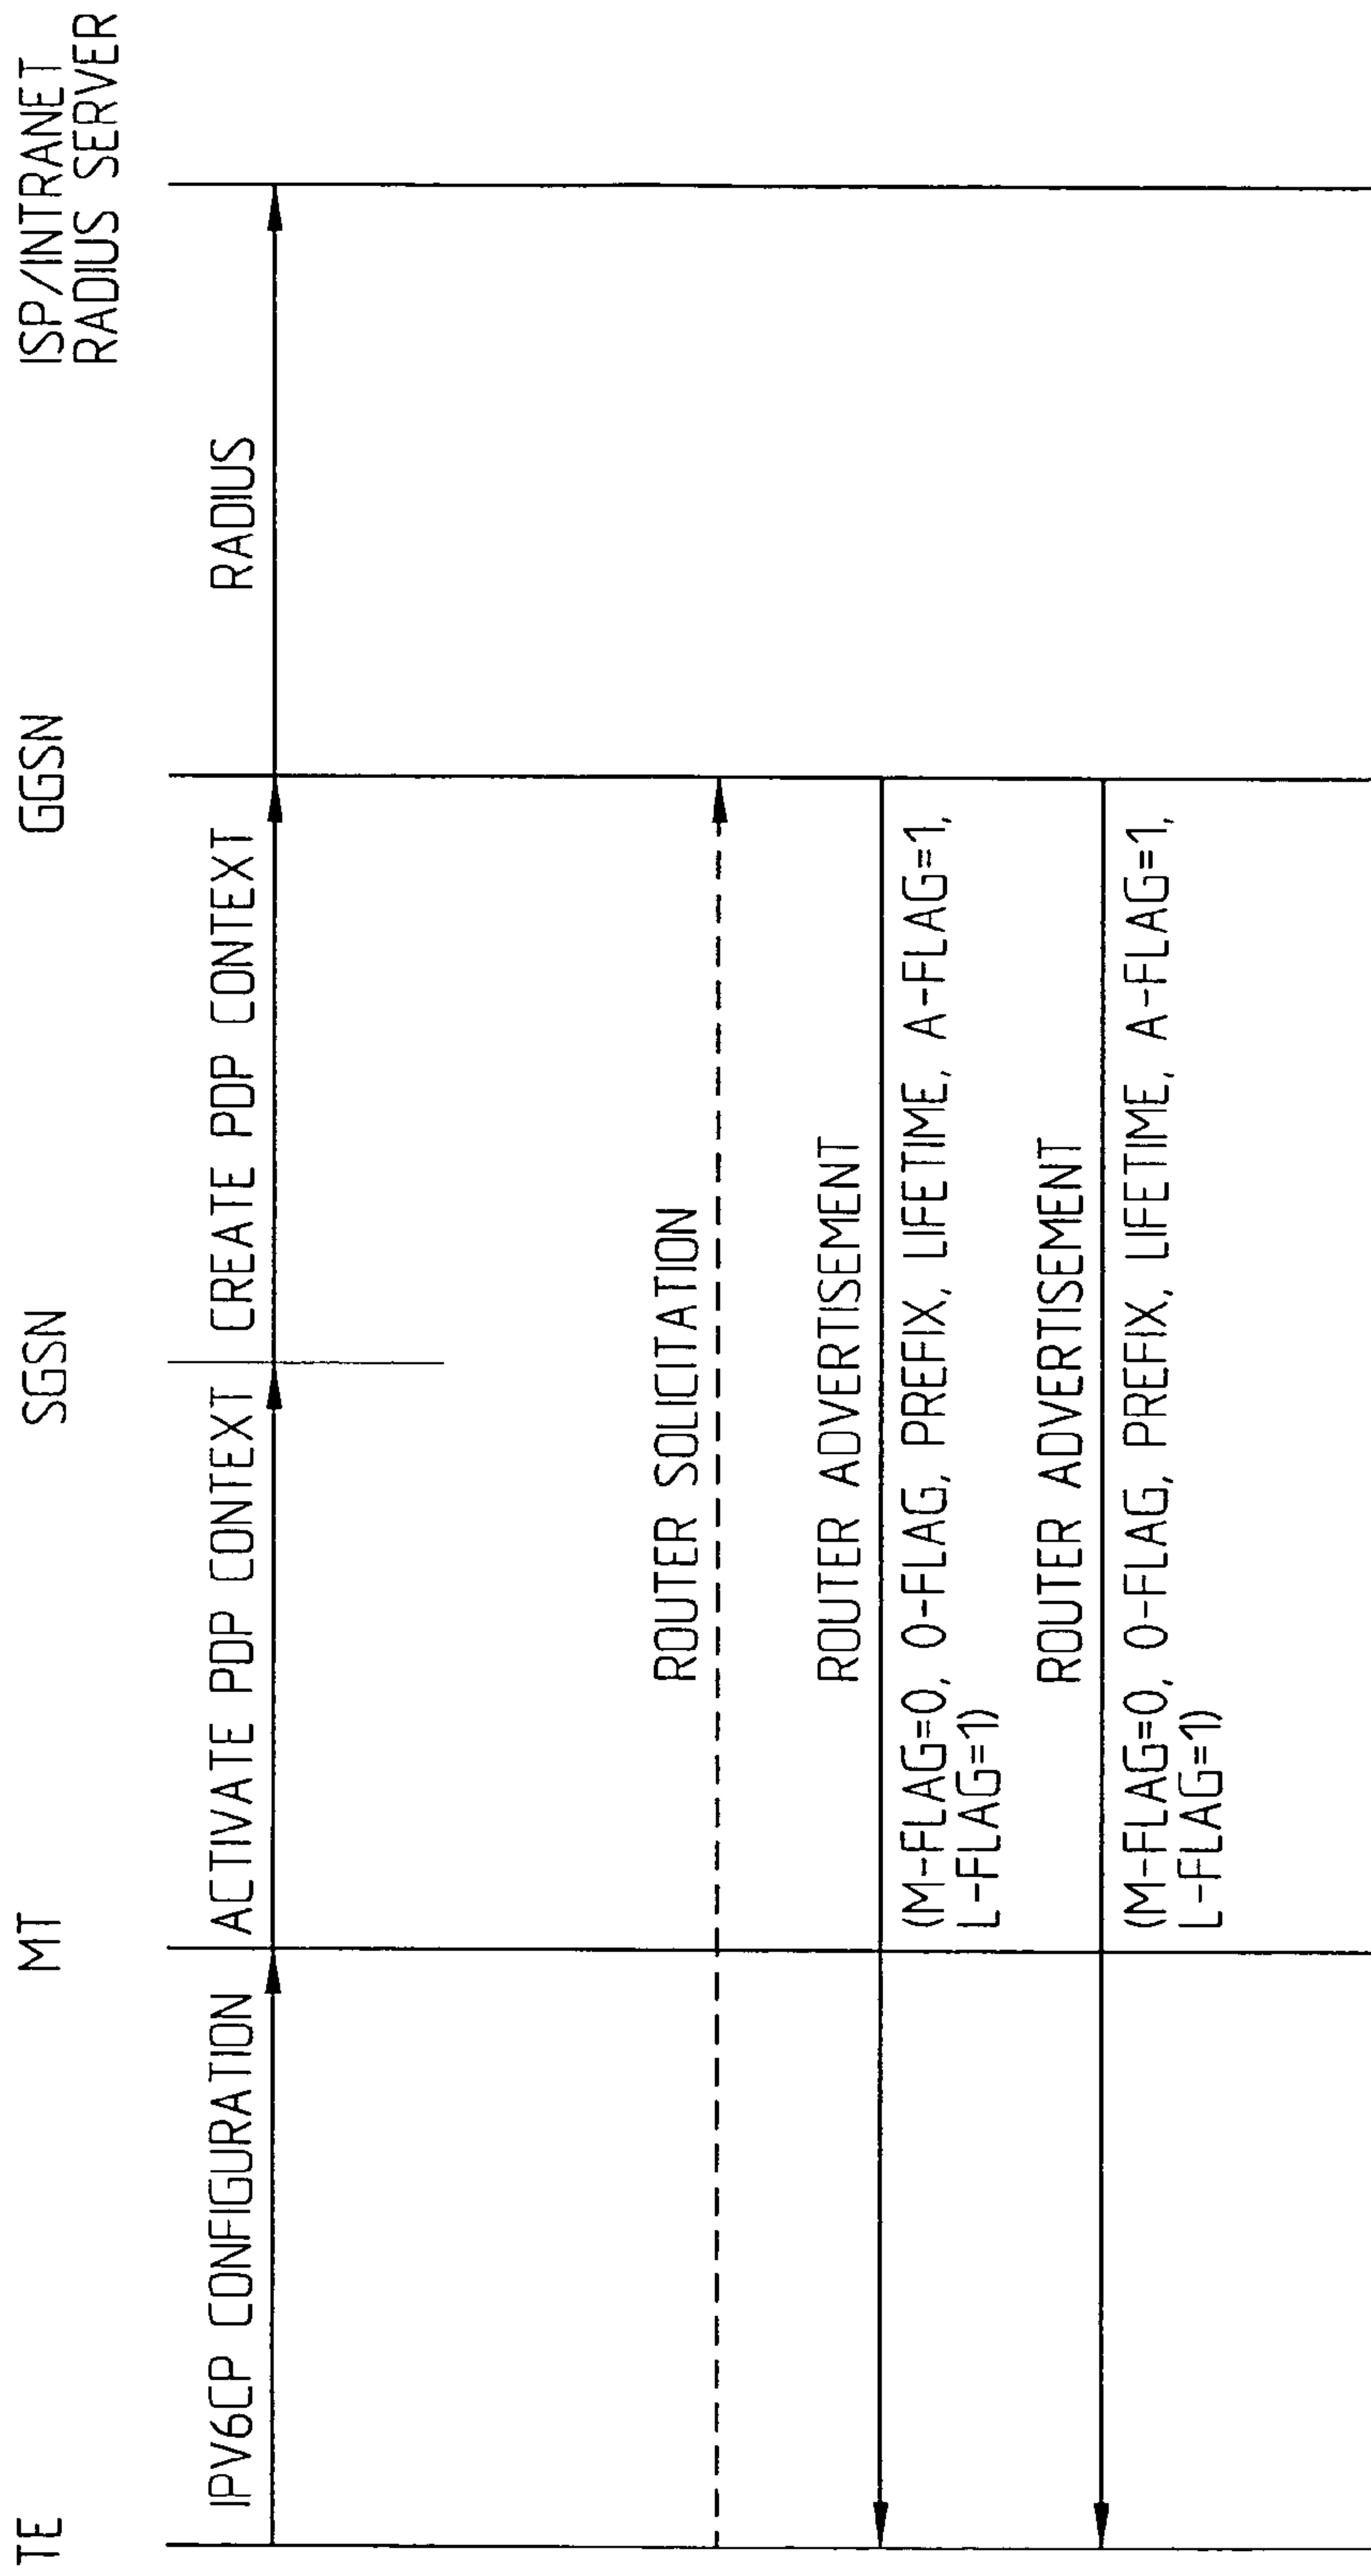 TE
MT
SGSN
GGSN
ISP/INTRANET
RADIUS SERVER
IPV6CP CONFIGURATION
ACTIVATE PDP CONTEXT
CREATE PDP CONTEXT
RADIUS
ROUTER SOLICITATION
ROUTER ADVERTISEMENT
(M-FLAG=0, O-FLAG, PREFIX, LIFETIME, A-FLAG=1,
L-FLAG=1)
ROUTER ADVERTISEMENT
(M-FLAG=0, O-FLAG, PREFIX, LIFETIME, A-FLAG=1,
L-FLAG=1)